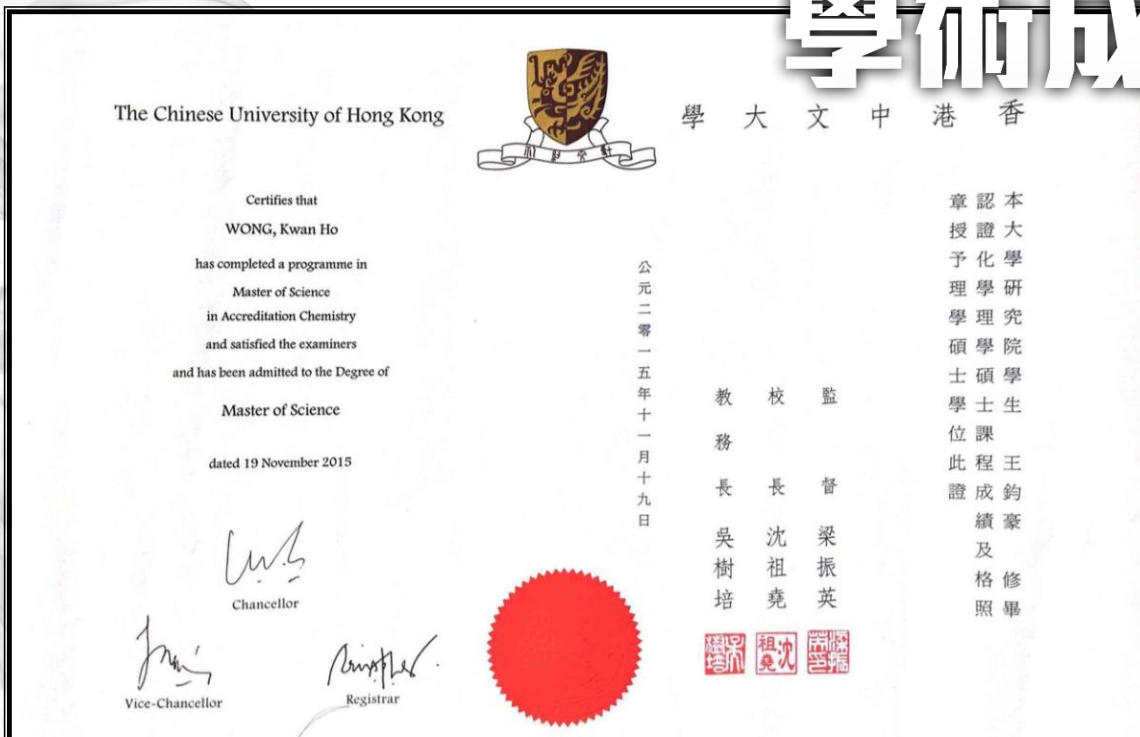 學術成
The Chinese University of Hong Kong
香港中文大學
Certifies that
WONG, Kwan Ho
has completed a programme in
Master of Science
in Accreditation Chemistry
and satisfied the examiners
and has been admitted to the Degree of
Master of Science
dated 19 November 2015
Chancellor
Vice-Chancellor
Registrar
本大學研究院學生 王鈞豪 修畢
認證化學理學碩士課程成績及格照
章授予理學碩士學位此證
監督 梁振英
校長 沈祖堯
教務長 吳樹培
公元二零一五年十一月十九日